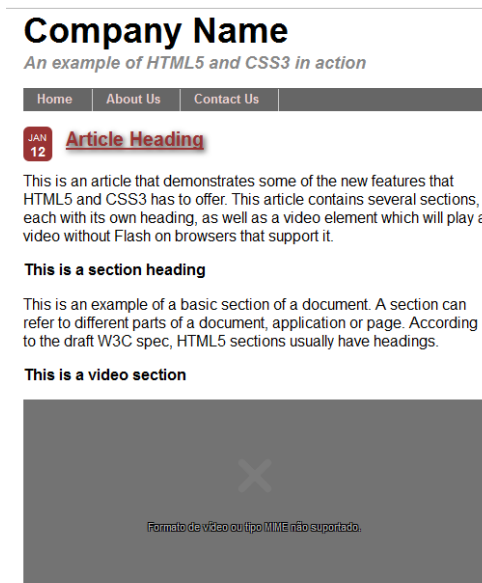 Company Name
An example of HTML5 and CSS3 in action
Home About Us Contact Us
JAN
12
Article Heading
This is an article that demonstrates some of the new features that
HTML5 and CSS3 has to offer. This article contains several sections,
each with its own heading, as well as a video element which will play a
video without Flash on browsers that support it.
This is a section heading
This is an example of a basic section of a document. A section can
refer to different parts of a document, application or page. According
to the draft W3C spec, HTML5 sections usually have headings.
This is a video section
Formato de vídeo ou tipo MIME não suportado.